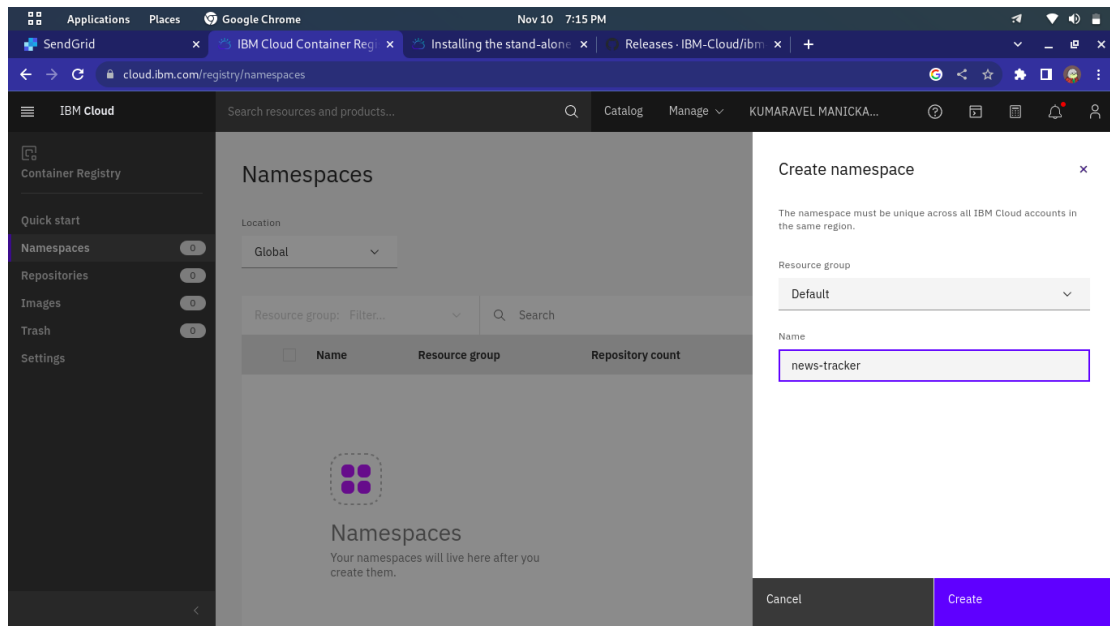 Applications Places Google Chrome Nov 10 7:15 PM
SendGrid IBM Cloud Container Regi Installing the stand-alone Releases · IBM-Cloud/ibm
cloud.ibm.com/registry/namespaces
IBM Cloud Search resources and products... Catalog Manage KUMARAVEL MANICKA...
Container Registry
Quick start
Namespaces 0
Repositories 0
Images 0
Trash 0
Settings
Namespaces
Location
Global
Resource group: Filter... Search
Name Resource group Repository count
Namespaces
Your namespaces will live here after you
create them.
Create namespace
The namespace must be unique across all IBM Cloud accounts in
the same region.
Resource group
Default
Name
news-tracker
Cancel Create